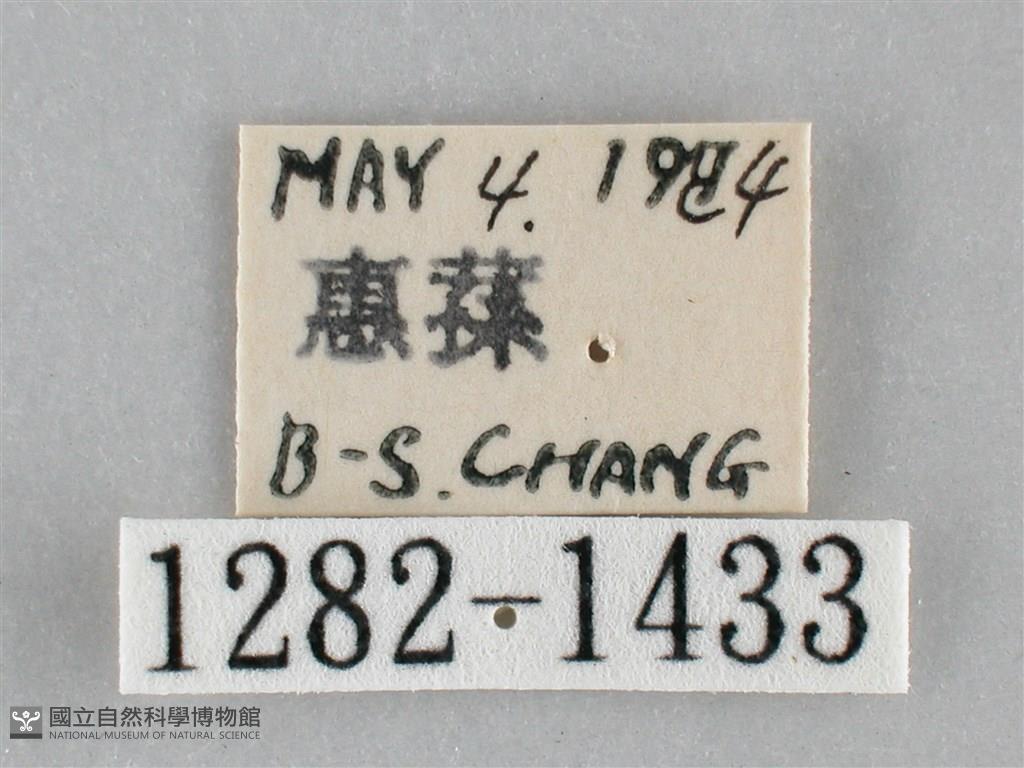 MAY 4. 1984
惠蓀
B-S. CHANG
1282-1433
國立自然科學博物館
NATIONAL MUSEUM OF NATURAL SCIENCE